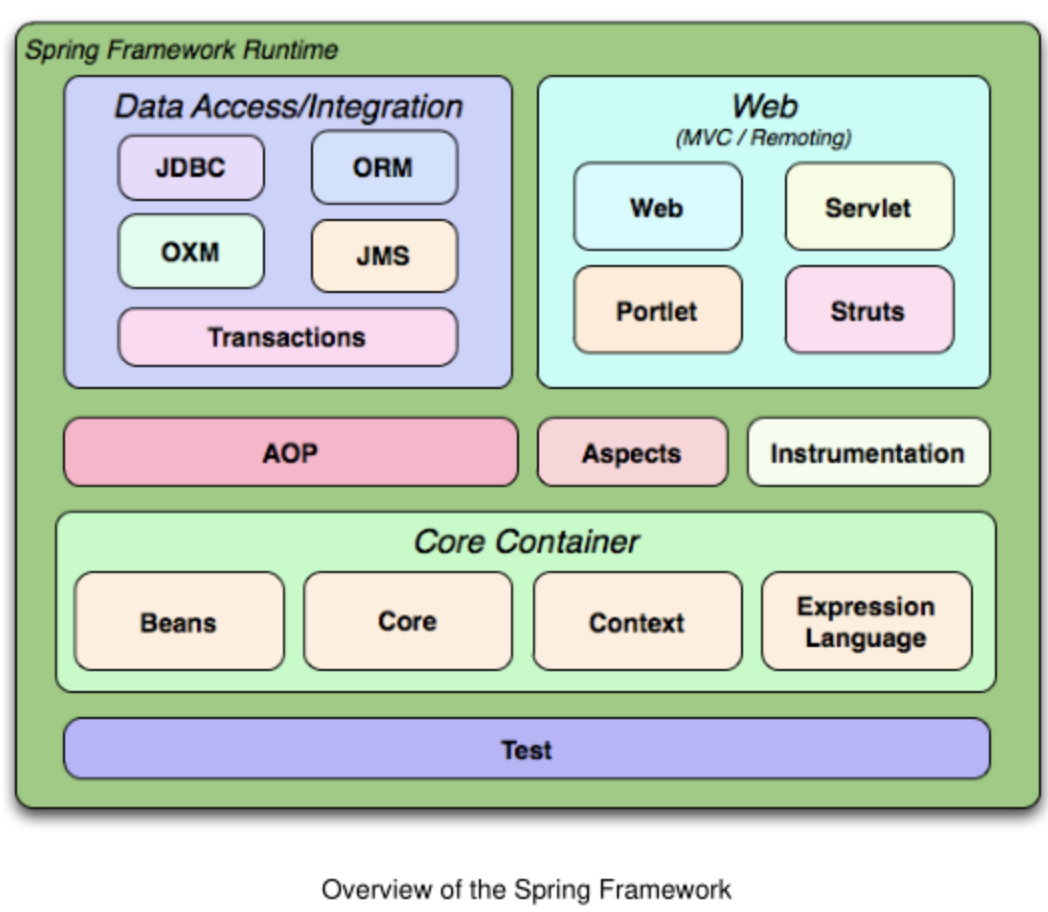 Spring Framework Runtime
Data Access/Integration
JDBC
ORM
OXM
JMS
Transactions
Web
(MVC / Remoting)
Web
Servlet
Portlet
Struts
AOP
Aspects
Instrumentation
Core Container
Beans
Core
Context
Expression
Language
Test
Overview of the Spring Framework